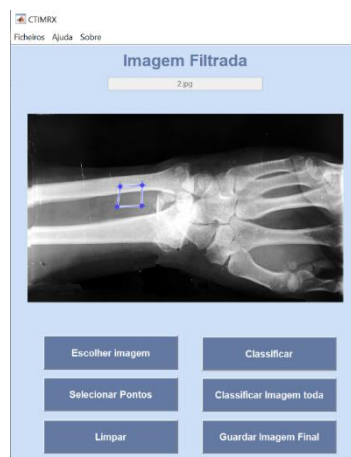 CTIMRX
Ficheiros Ajuda Sobre
Imagem Filtrada
2.jpg
Escolher imagem
Classificar
Selecionar Pontos
Classificar Imagem toda
Limpar
Guardar Imagem Final